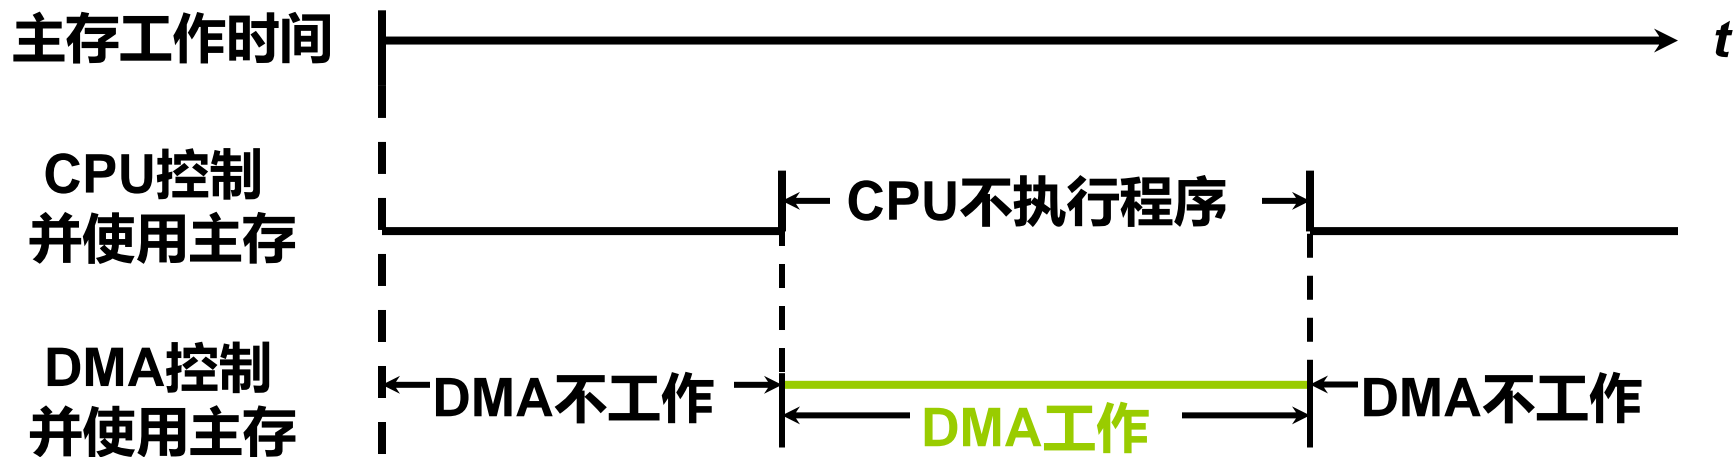 主存工作时间
t
CPU控制
并使用主存
CPU不执行程序
DMA控制
并使用主存
DMA不工作
DMA工作
DMA不工作